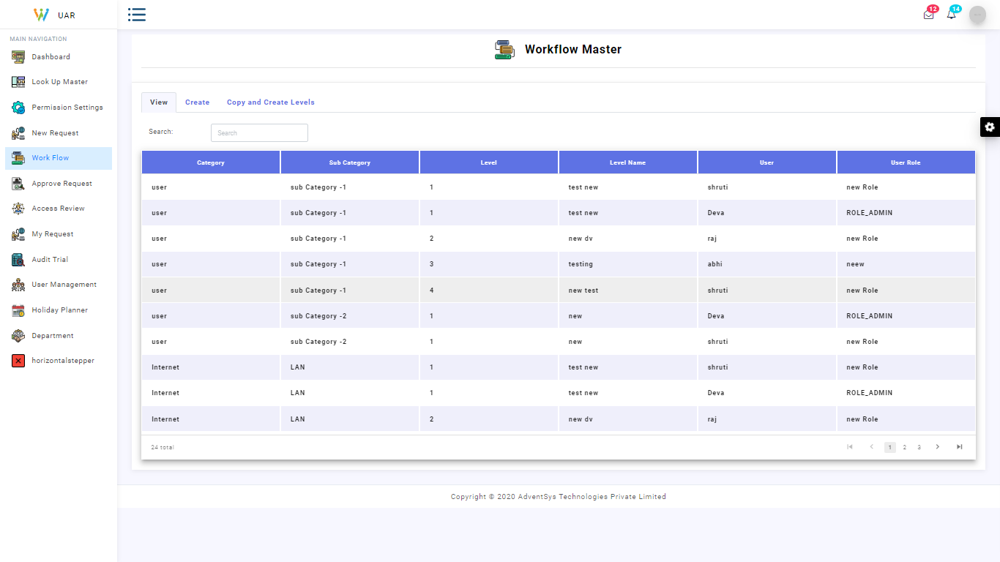 UAR
12
14
MAIN NAVIGATION
Dashboard
Look Up Master
Permission Settings
New Request
Work Flow
Approve Request
Access Review
My Request
Audit Trial
User Management
Holiday Planner
Department
horizontalstepper
Workflow Master
View Create Copy and Create Levels
Search: Search
Category Sub Category Level Level Name User User Role
user sub Category -1 1 test new shruti new Role
user sub Category -1 1 test new Deva ROLE_ADMIN
user sub Category -1 2 new dv raj new Role
user sub Category -1 3 testing abhi neew
user sub Category -1 4 new test shruti new Role
user sub Category -2 1 new Deva ROLE_ADMIN
user sub Category -2 1 new shruti new Role
Internet LAN 1 test new shruti new Role
Internet LAN 1 test new Deva ROLE_ADMIN
Internet LAN 2 new dv raj new Role
24 total 1 2 3
Copyright © 2020 AdventSys Technologies Private Limited